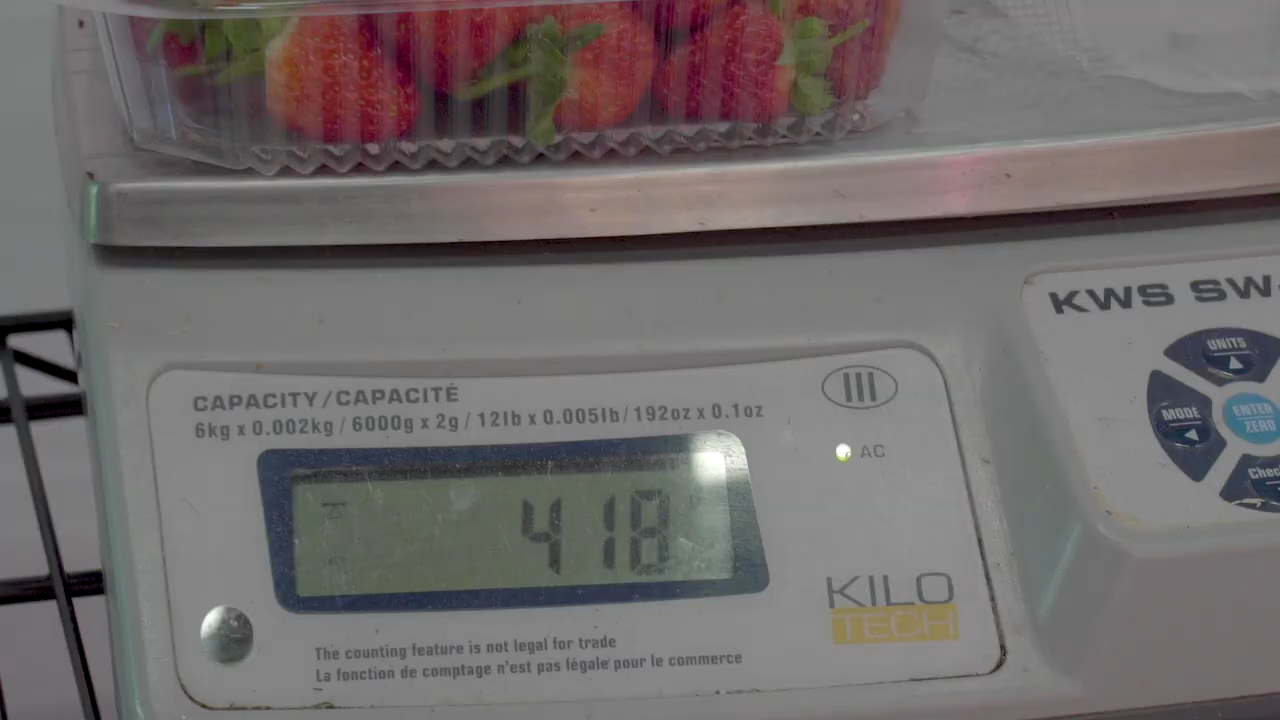 KWS SW
UNITS
MODE
ENTER
ZERO
Chec
CAPACITY/CAPACITÉ
6kg x 0.002kg / 6000g x 2g / 12lb x 0.005lb / 192oz x 0.1oz
III
AC
418
KILO
TECH
The counting feature is not legal for trade
La fonction de comptage n'est pas légale pour le commerce